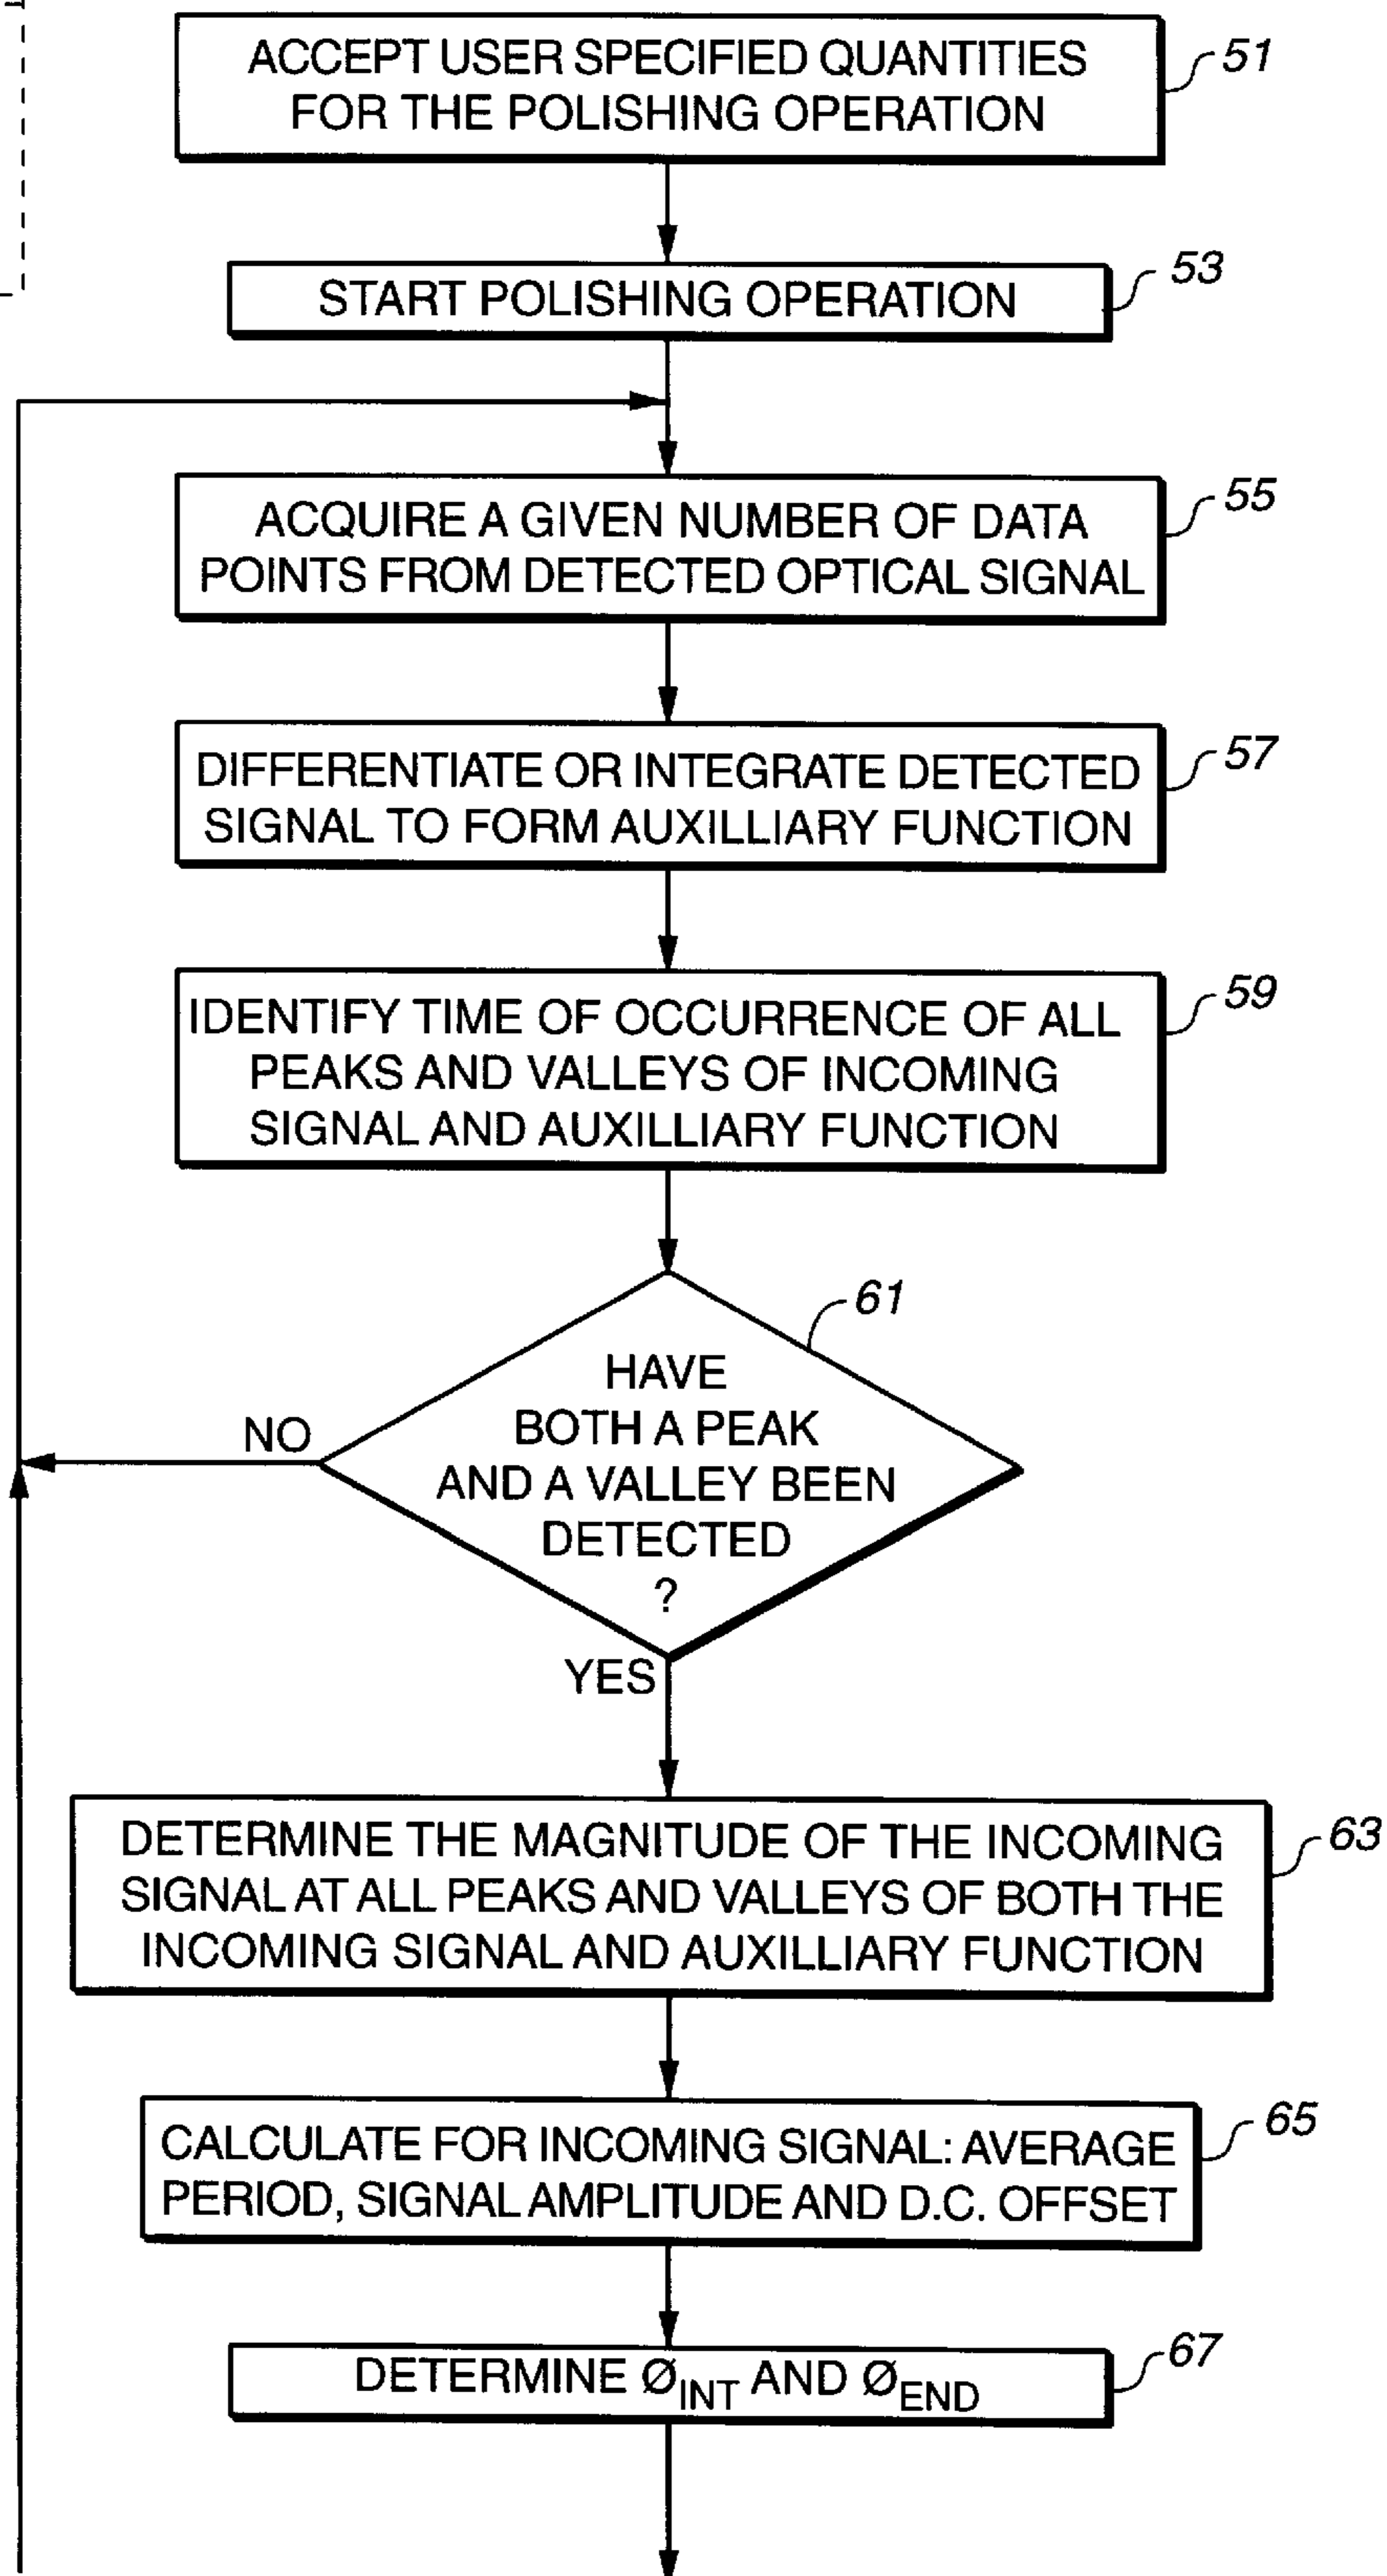 ACCEPT USER SPECIFIED QUANTITIES
FOR THE POLISHING OPERATION
51
START POLISHING OPERATION
53
ACQUIRE A GIVEN NUMBER OF DATA
POINTS FROM DETECTED OPTICAL SIGNAL
55
DIFFERENTIATE OR INTEGRATE DETECTED
SIGNAL TO FORM AUXILLIARY FUNCTION
57
IDENTIFY TIME OF OCCURRENCE OF ALL
PEAKS AND VALLEYS OF INCOMING
SIGNAL AND AUXILLIARY FUNCTION
59
61
HAVE
BOTH A PEAK
AND A VALLEY BEEN
DETECTED
?
NO
YES
DETERMINE THE MAGNITUDE OF THE INCOMING
SIGNAL AT ALL PEAKS AND VALLEYS OF BOTH THE
INCOMING SIGNAL AND AUXILLIARY FUNCTION
63
CALCULATE FOR INCOMING SIGNAL: AVERAGE
PERIOD, SIGNAL AMPLITUDE AND D.C. OFFSET
65
DETERMINE Ø_INT AND Ø_END
67